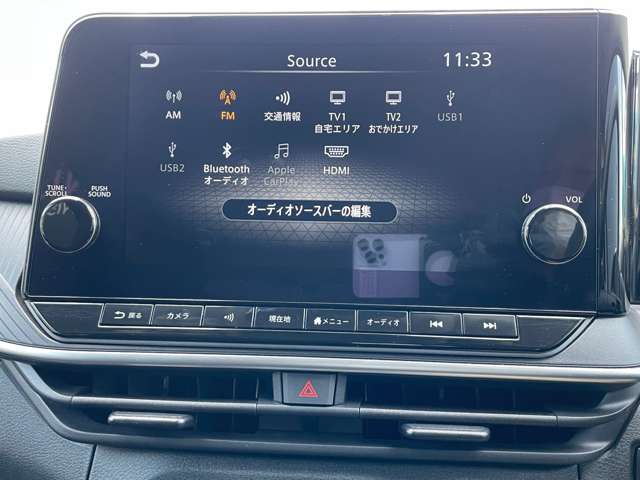 Source
11:33
AM
FM
交通情報
TV1
自宅エリア
TV2
おでかけエリア
USB1
USB2
Bluetooth
オーディオ
Apple
CarPlay
HDMI
オーディオソースバーの編集
TUNE・
SCROLL
PUSH
SOUND
VOL
戻る
カメラ
現在地
メニュー
オーディオ